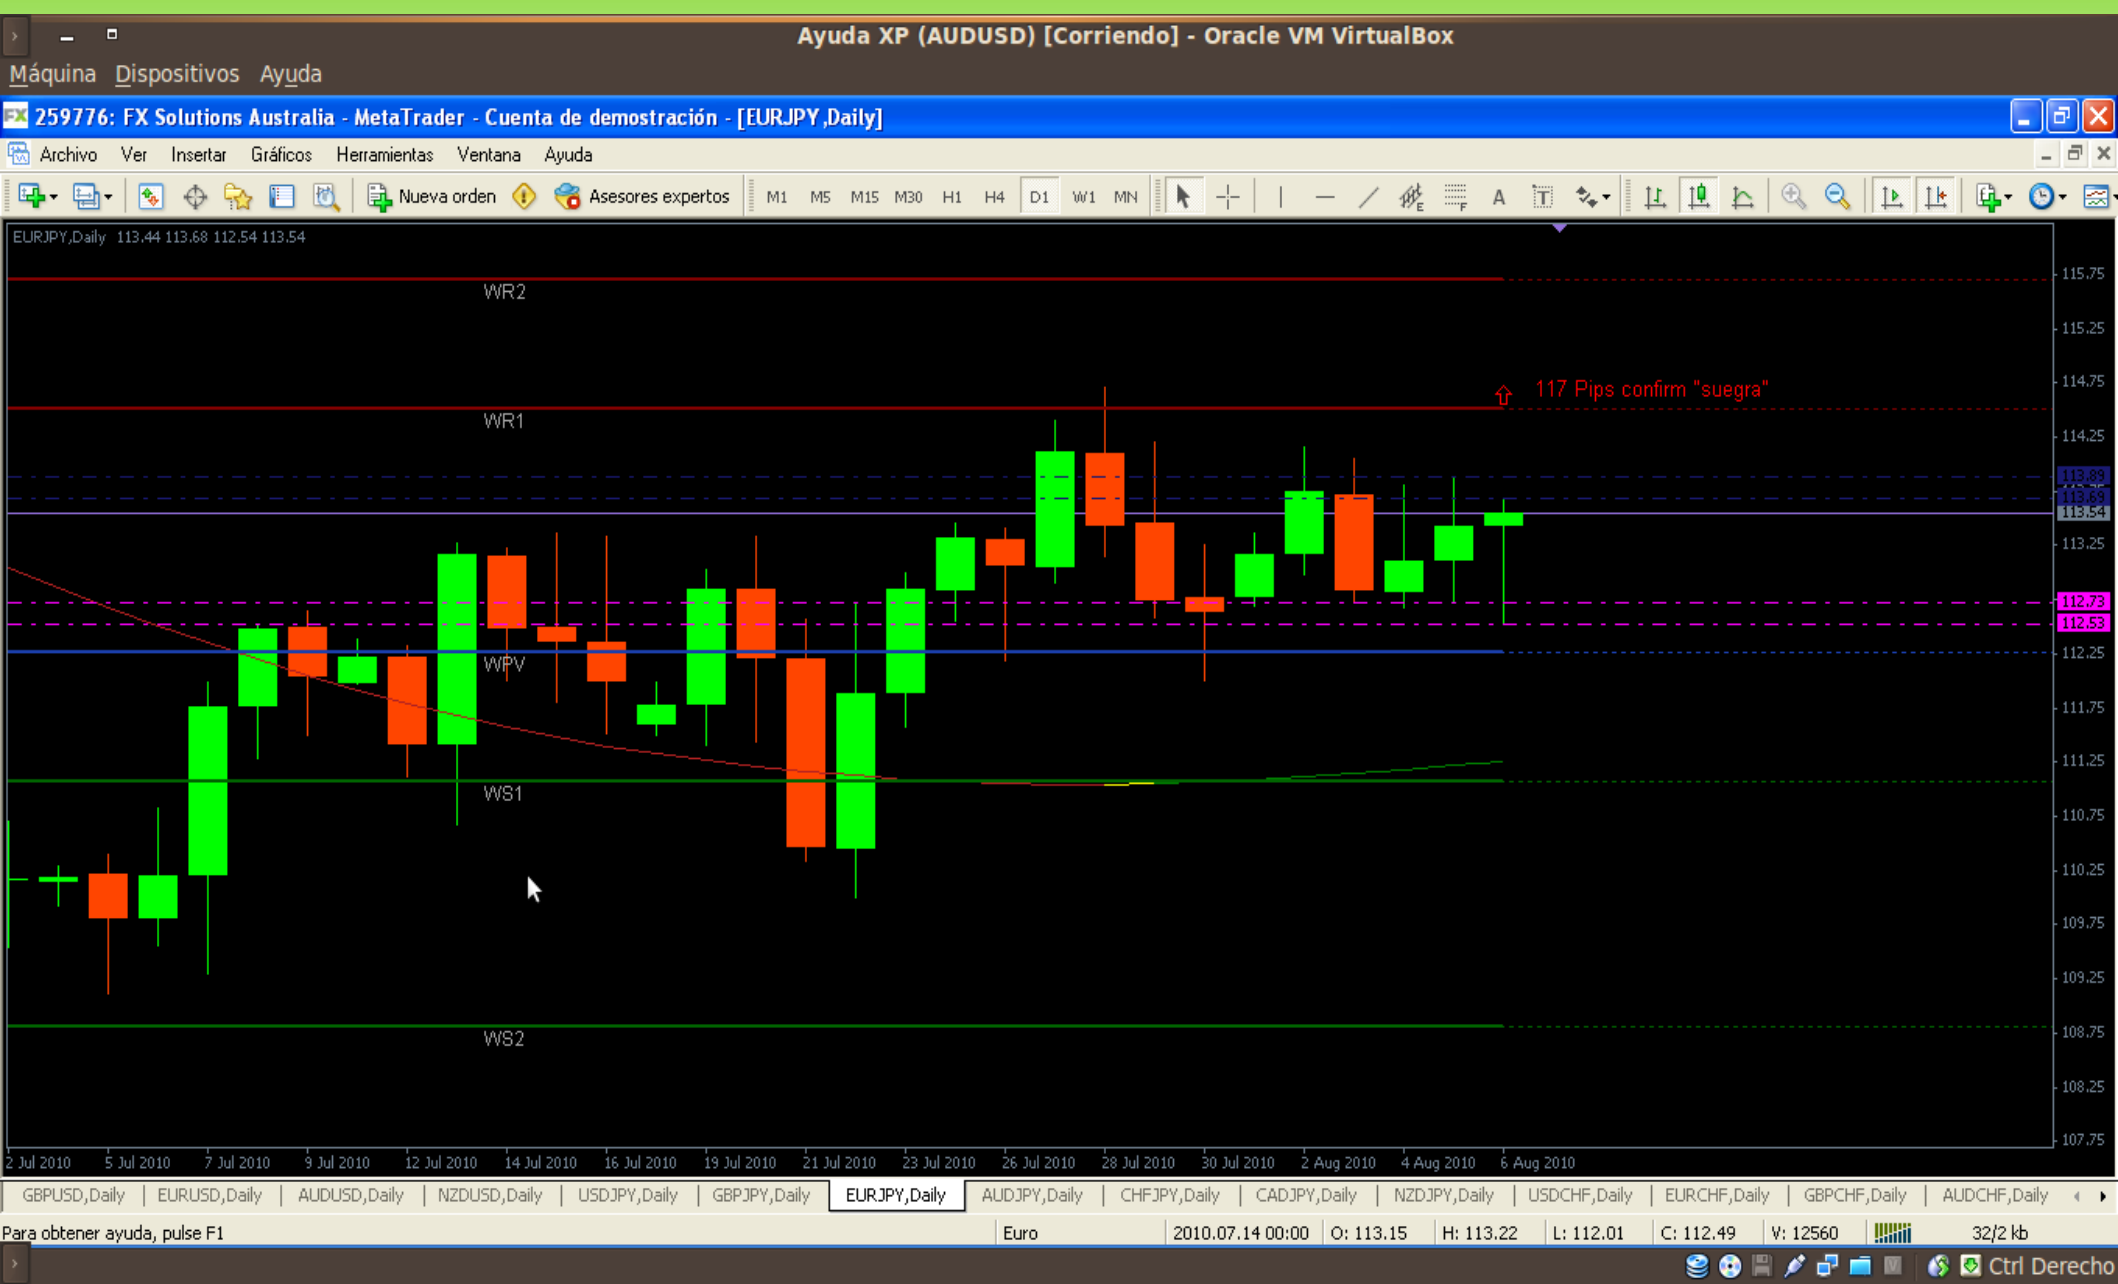 Ayuda XP (AUDUSD) [Corriendo] - Oracle VM VirtualBox
Máquina Dispositivos Ayuda
FX 259776: FX Solutions Australia - MetaTrader - Cuenta de demostración - [EURJPY,Daily]
Archivo Ver Insertar Gráficos Herramientas Ventana Ayuda
Nueva orden Asesores expertos M1 M5 M15 M30 H1 H4 D1 W1 MN E F A T
EURJPY,Daily 113.44 113.68 112.54 113.54
115.75
WR2
115.25
114.75
117 Pips confirm "suegra"
WR1
114.25
113.89
113.69
113.54
113.25
112.73
112.53
112.25
WPV
111.75
111.25
WS1
110.75
110.25
109.75
109.25
108.75
WS2
108.25
107.75
2 Jul 2010 5 Jul 2010 7 Jul 2010 9 Jul 2010 12 Jul 2010 14 Jul 2010 16 Jul 2010 19 Jul 2010 21 Jul 2010 23 Jul 2010 26 Jul 2010 28 Jul 2010 30 Jul 2010 2 Aug 2010 4 Aug 2010 6 Aug 2010
GBPUSD,Daily EURUSD,Daily AUDUSD,Daily NZDUSD,Daily USDJPY,Daily GBPJPY,Daily EURJPY,Daily AUDJPY,Daily CHFJPY,Daily CADJPY,Daily NZDJPY,Daily USDCHF,Daily EURCHF,Daily GBPCHF,Daily AUDCHF,Daily
Para obtener ayuda, pulse F1 Euro 2010.07.14 00:00 O: 113.15 H: 113.22 L: 112.01 C: 112.49 V: 12560 32/2 kb
Ctrl Derecho